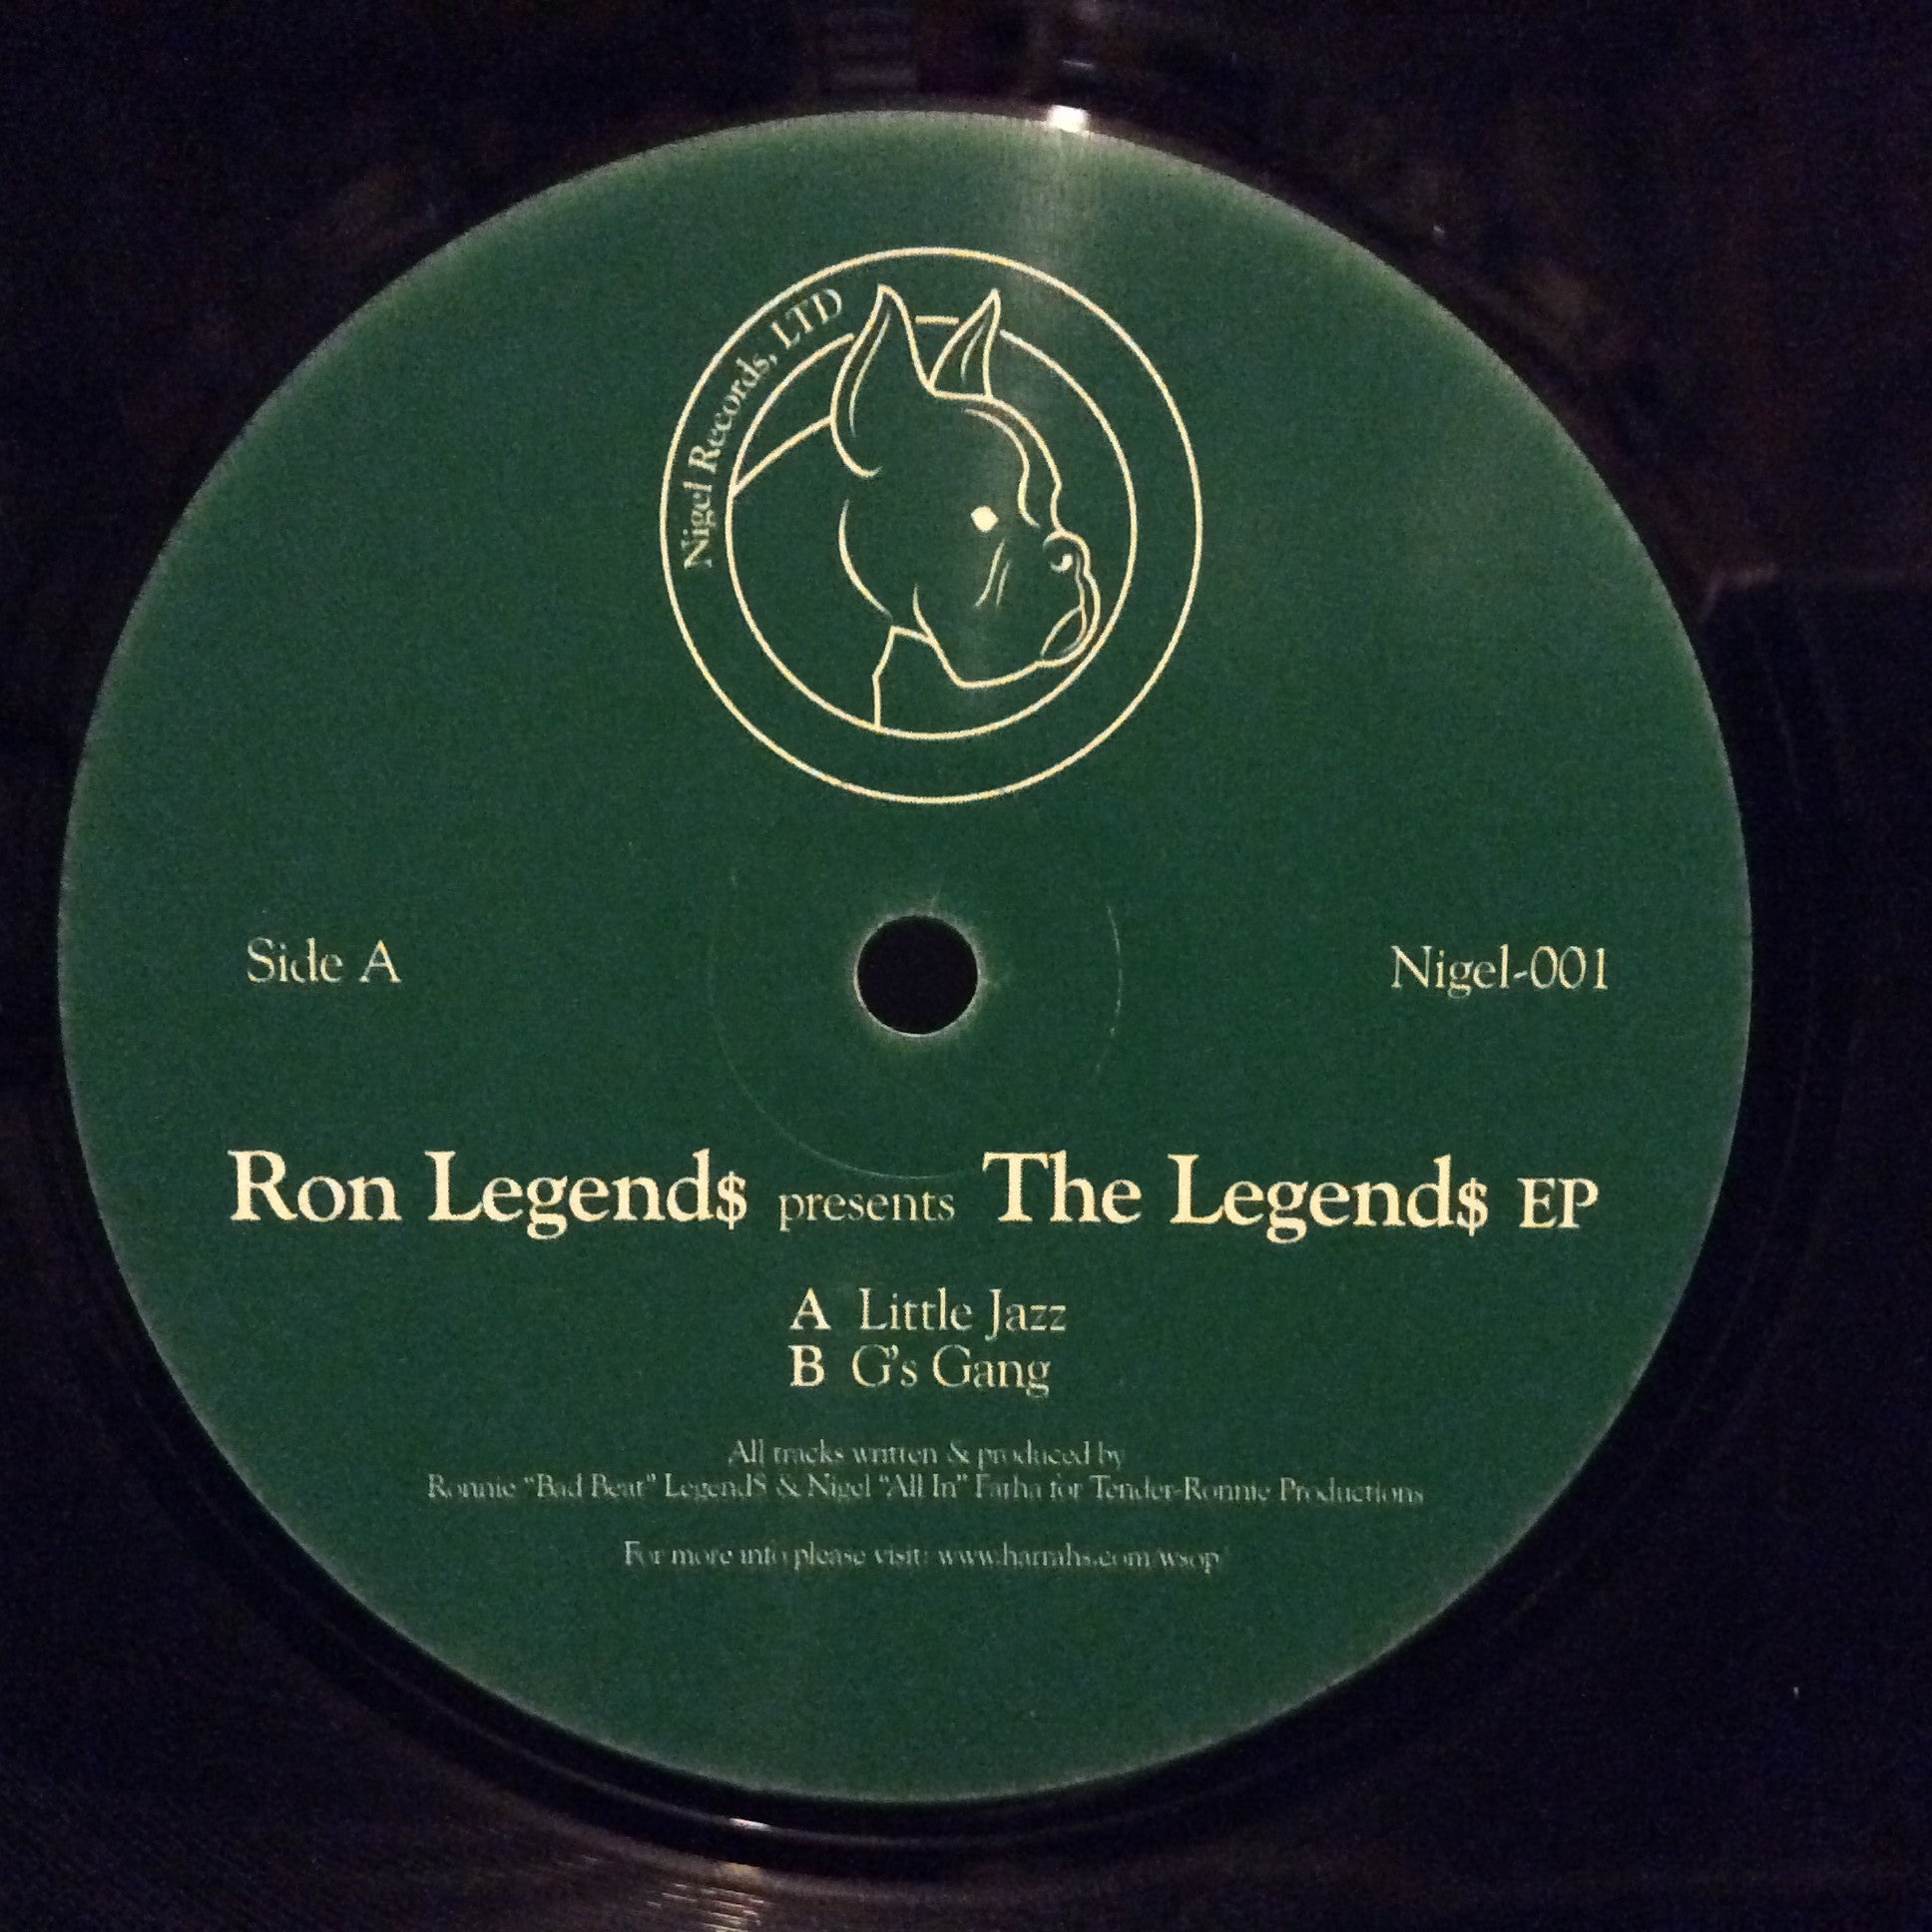 Nigel Records, LTD
Side A
Nigel-001
Ron Legend$ presents The Legend$ EP
A Little Jazz
B G's Gang
All tracks written & produced by
Ronnie “Bad Beat” Legend$ & Nigel “All In” Fatha for Tender-Ronnie Productions
For more info please visit: www.harrahs.com/wsop/